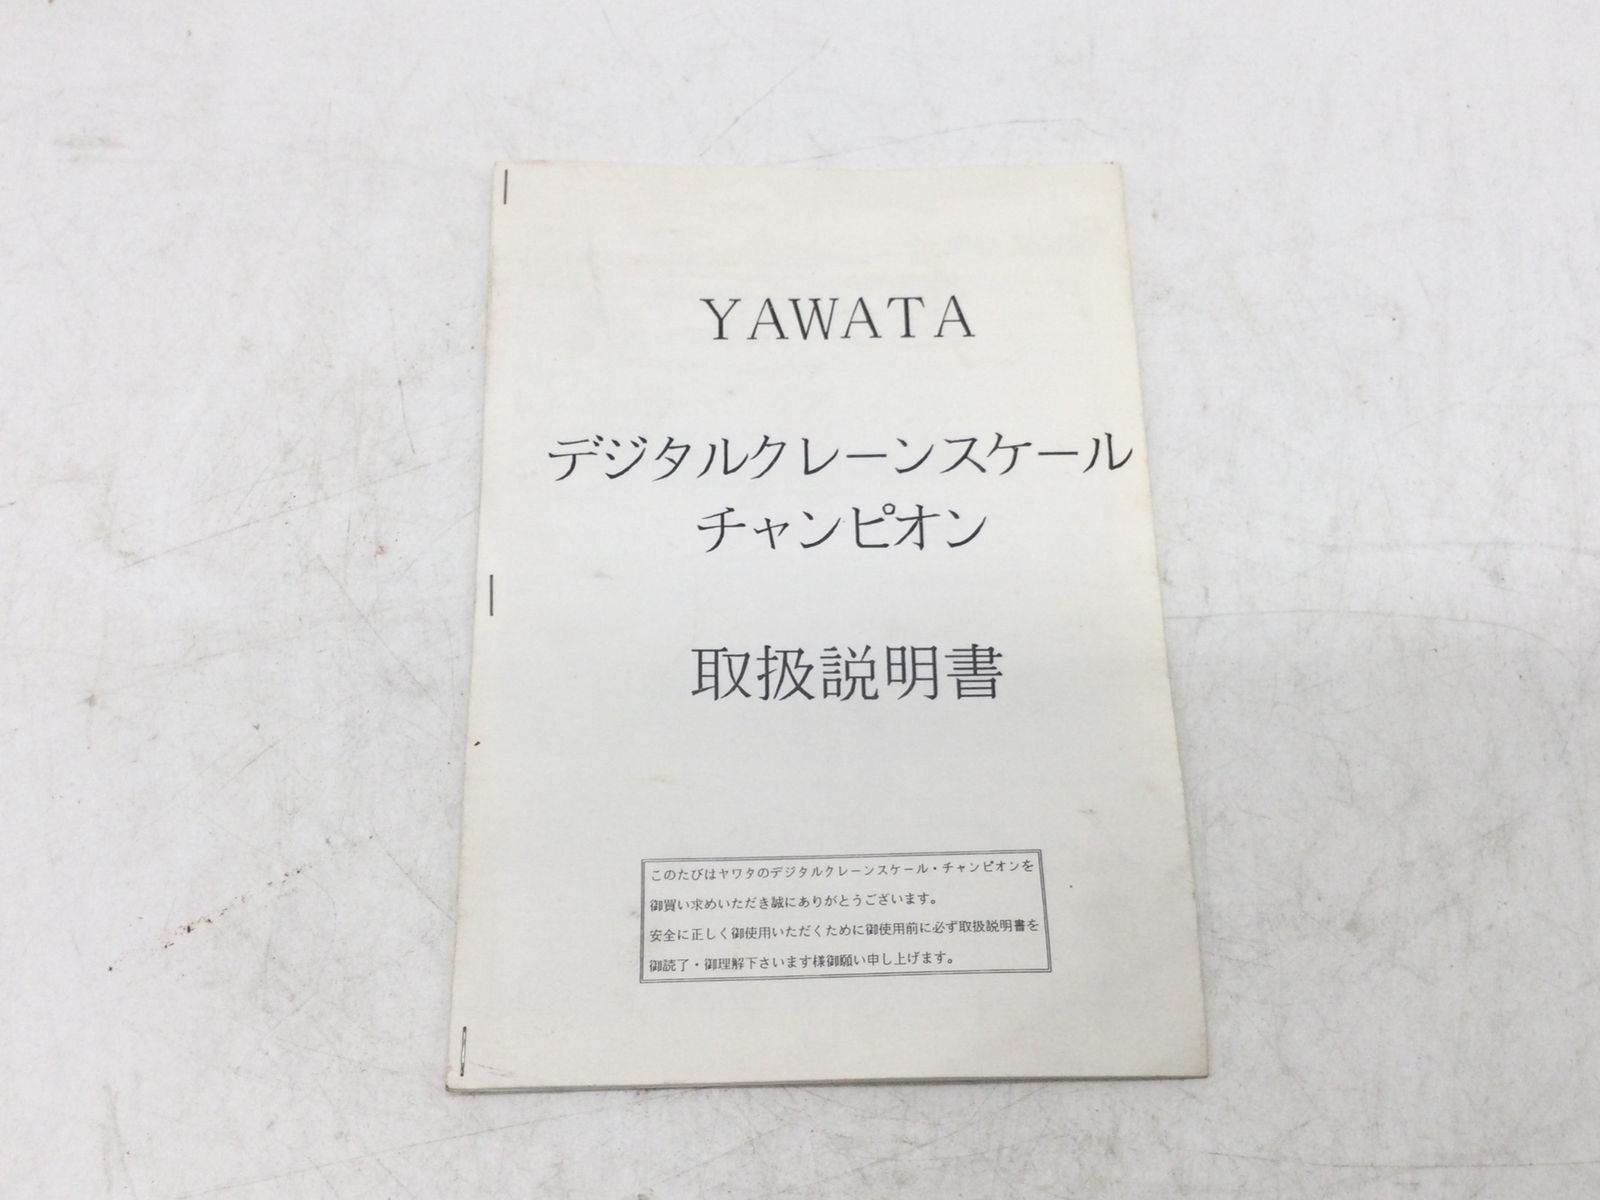 YAWATA
デジタルクレーンスケール
チャンピオン
取扱説明書
このたびはヤワタのデジタルクレーンスケール・チャンピオンを
御買い求めいただき誠にありがとうございます。
安全に正しく御使用いただくために御使用前に必ず取扱説明書を
御読了・御理解下さいます様御願い申し上げます。